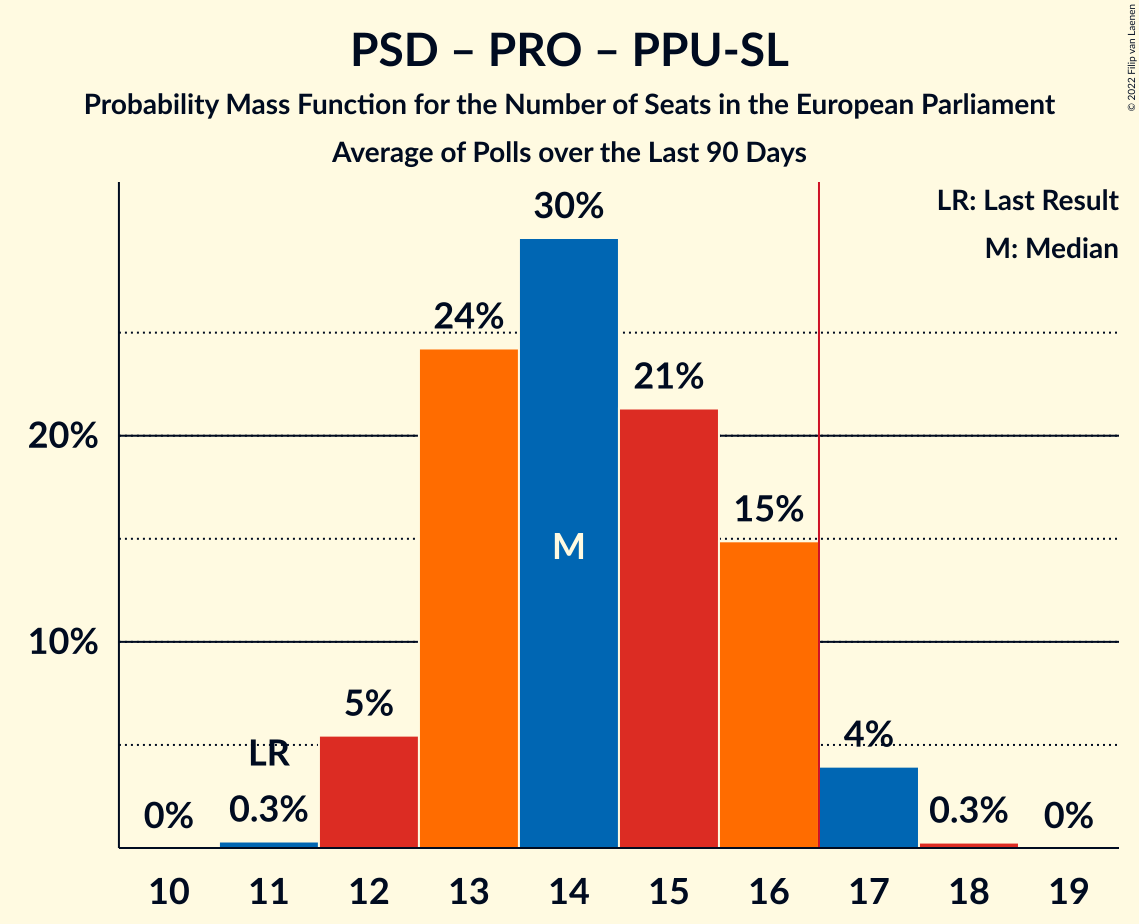 PSD – PRO – PPU-SL
Probability Mass Function for the Number of Seats in the European Parliament
Average of Polls over the Last 90 Days
© 2022 Filip van Laenen
LR: Last Result
M: Median
30%
24%
21%
20%
15%
M
10%
5%
4%
LR
0%
0.3%
0.3%
0%
10 11 12 13 14 15 16 17 18 19